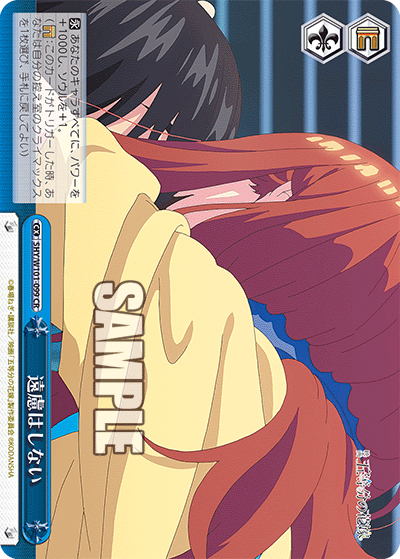 【永】 あなたのキャラすべてに、パワーを
+1000し、ソウルを+1。
(：このカードがトリガーした時、あ
なたは自分の控え室のクライマックス
を1枚選び、手札に戻してよい)
CX 5HY/W101-099 CR
遠慮はしない
©春場ねぎ・講談社／映画「五等分の花嫁」製作委員会 ©KODANSHA
SAMPLE
映画 五等分の花嫁